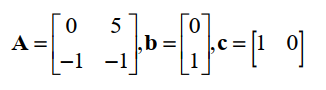 A = [0 5; -1 -1], b = [0; 1], c = [1 0]